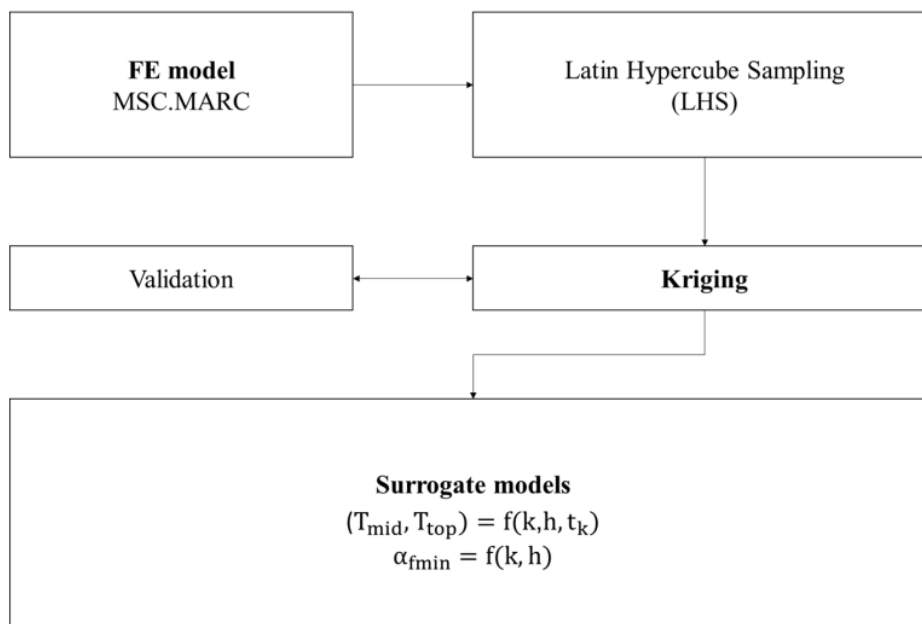 FE model
MSC.MARC
Latin Hypercube Sampling
(LHS)
Validation
Kriging
Surrogate models
(T_mid, T_top) = f(k,h, t_k)
α_fmin = f(k, h)